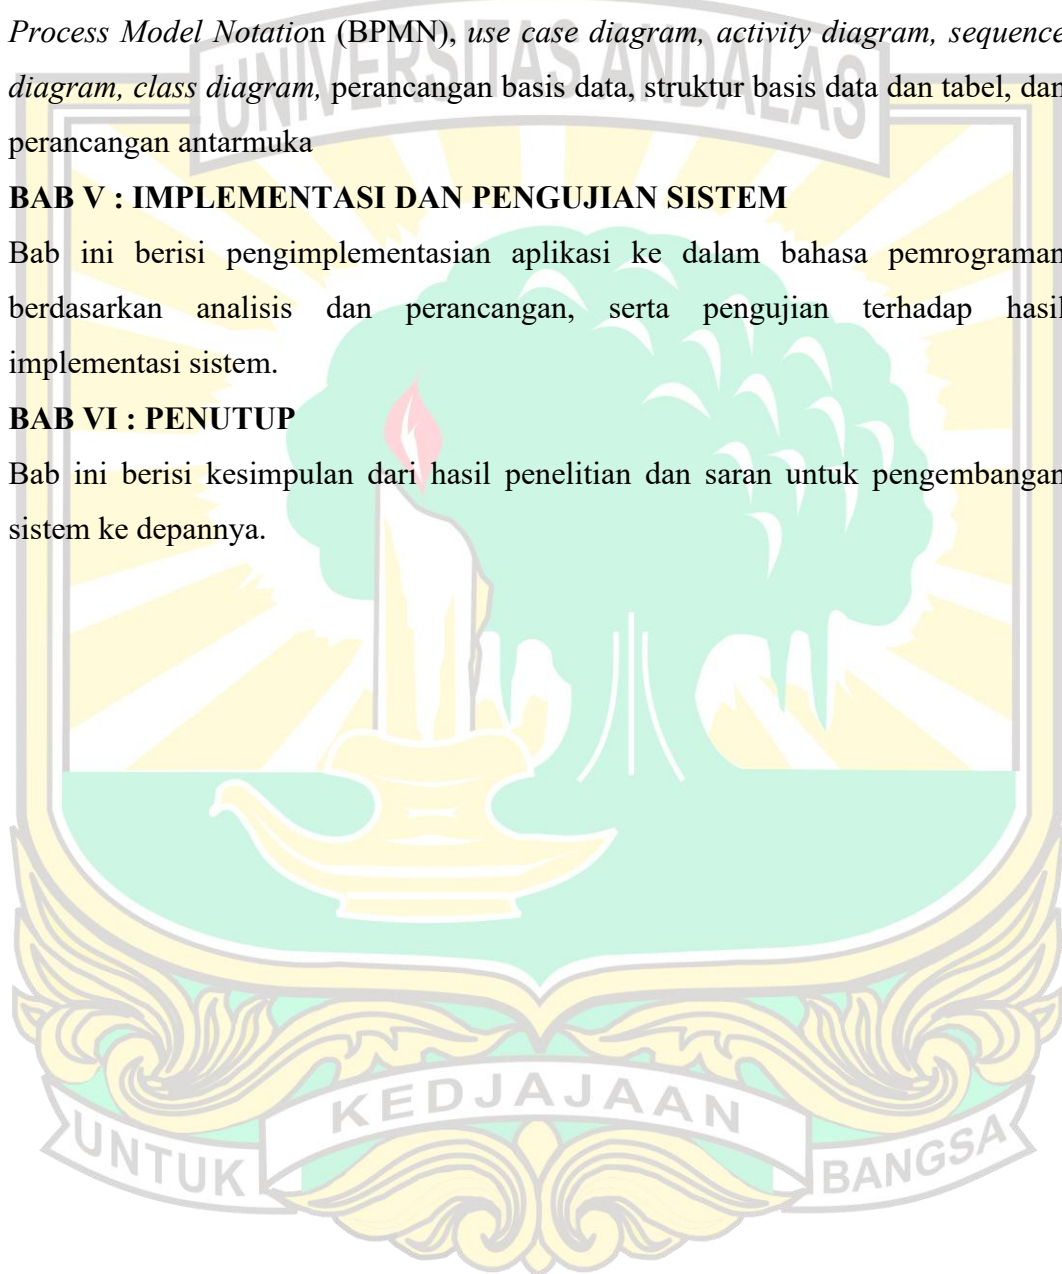 Process Model Notation (BPMN), use case diagram, activity diagram, sequence
diagram, class diagram, perancangan basis data, struktur basis data dan tabel, dan
perancangan antarmuka
BAB V : IMPLEMENTASI DAN PENGUJIAN SISTEM
Bab ini berisi pengimplementasian aplikasi ke dalam bahasa pemrograman
berdasarkan analisis dan perancangan, serta pengujian terhadap hasil
implementasi sistem.
BAB VI : PENUTUP
Bab ini berisi kesimpulan dari hasil penelitian dan saran untuk pengembangan
sistem ke depannya.
UNIVERSITAS ANDALAS
UNTUK KEDJAJAAN BANGSA